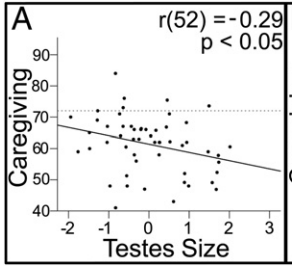 A
r(52) =-0.29
p < 0.05
Caregiving
90
80
70
60
50
40
-2 -1 0 1 2 3
Testes Size